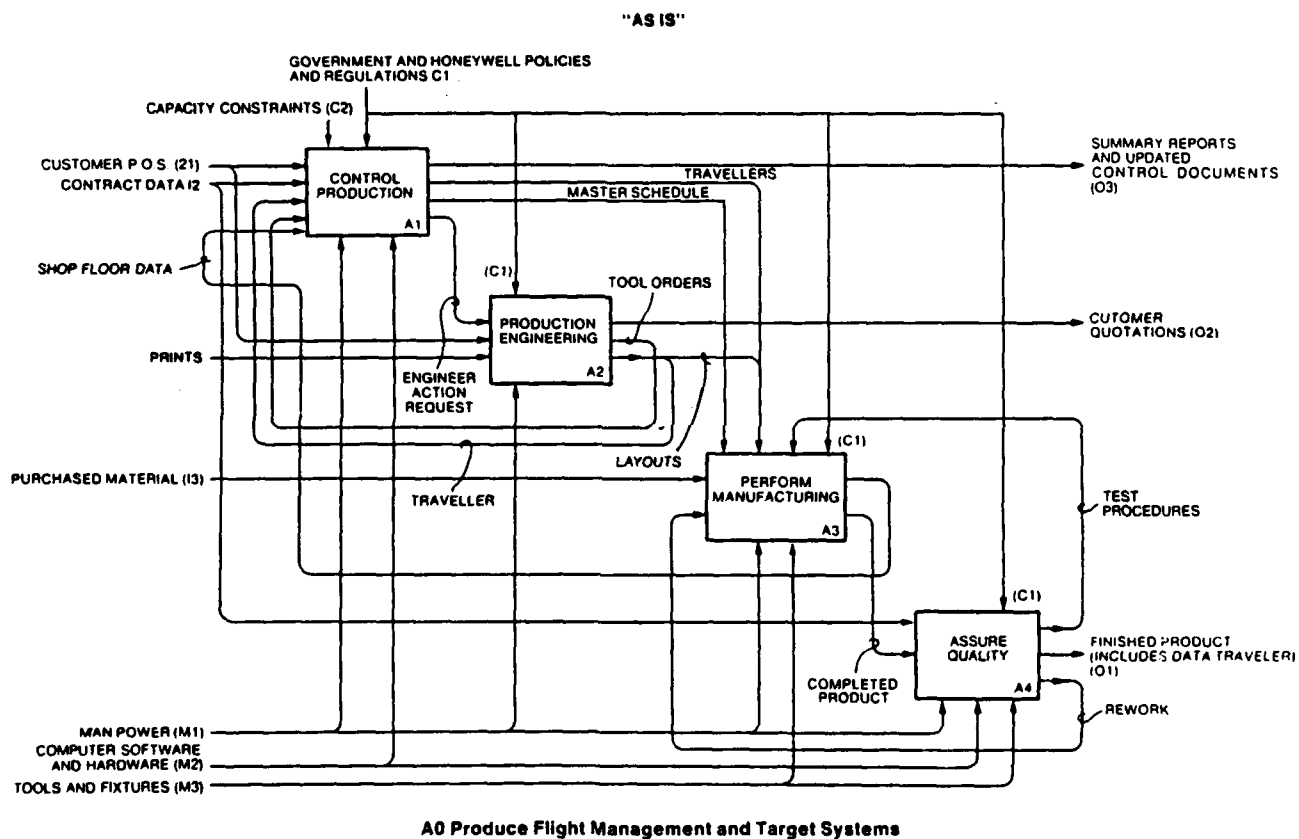 "AS IS"
GOVERNMENT AND HONEYWELL POLICIES
AND REGULATIONS C1
CAPACITY CONSTRAINTS (C2)
CUSTOMER P.O.S. (21)
CONTRACT DATA I2
CONTROL
PRODUCTION
A1
TRAVELLERS
MASTER SCHEDULE
SUMMARY REPORTS
AND UPDATED
CONTROL DOCUMENTS
(O3)
SHOP FLOOR DATA
(C1)
TOOL ORDERS
PRODUCTION
ENGINEERING
A2
CUTOMER
QUOTATIONS (O2)
PRINTS
ENGINEER
ACTION
REQUEST
(C1)
LAYOUTS
PURCHASED MATERIAL (I3)
TRAVELLER
PERFORM
MANUFACTURING
A3
TEST
PROCEDURES
(C1)
ASSURE
QUALITY
A4
FINISHED PRODUCT
(INCLUDES DATA TRAVELER)
(O1)
COMPLETED
PRODUCT
REWORK
MAN POWER (M1)
COMPUTER SOFTWARE
AND HARDWARE (M2)
TOOLS AND FIXTURES (M3)
A0 Produce Flight Management and Target Systems